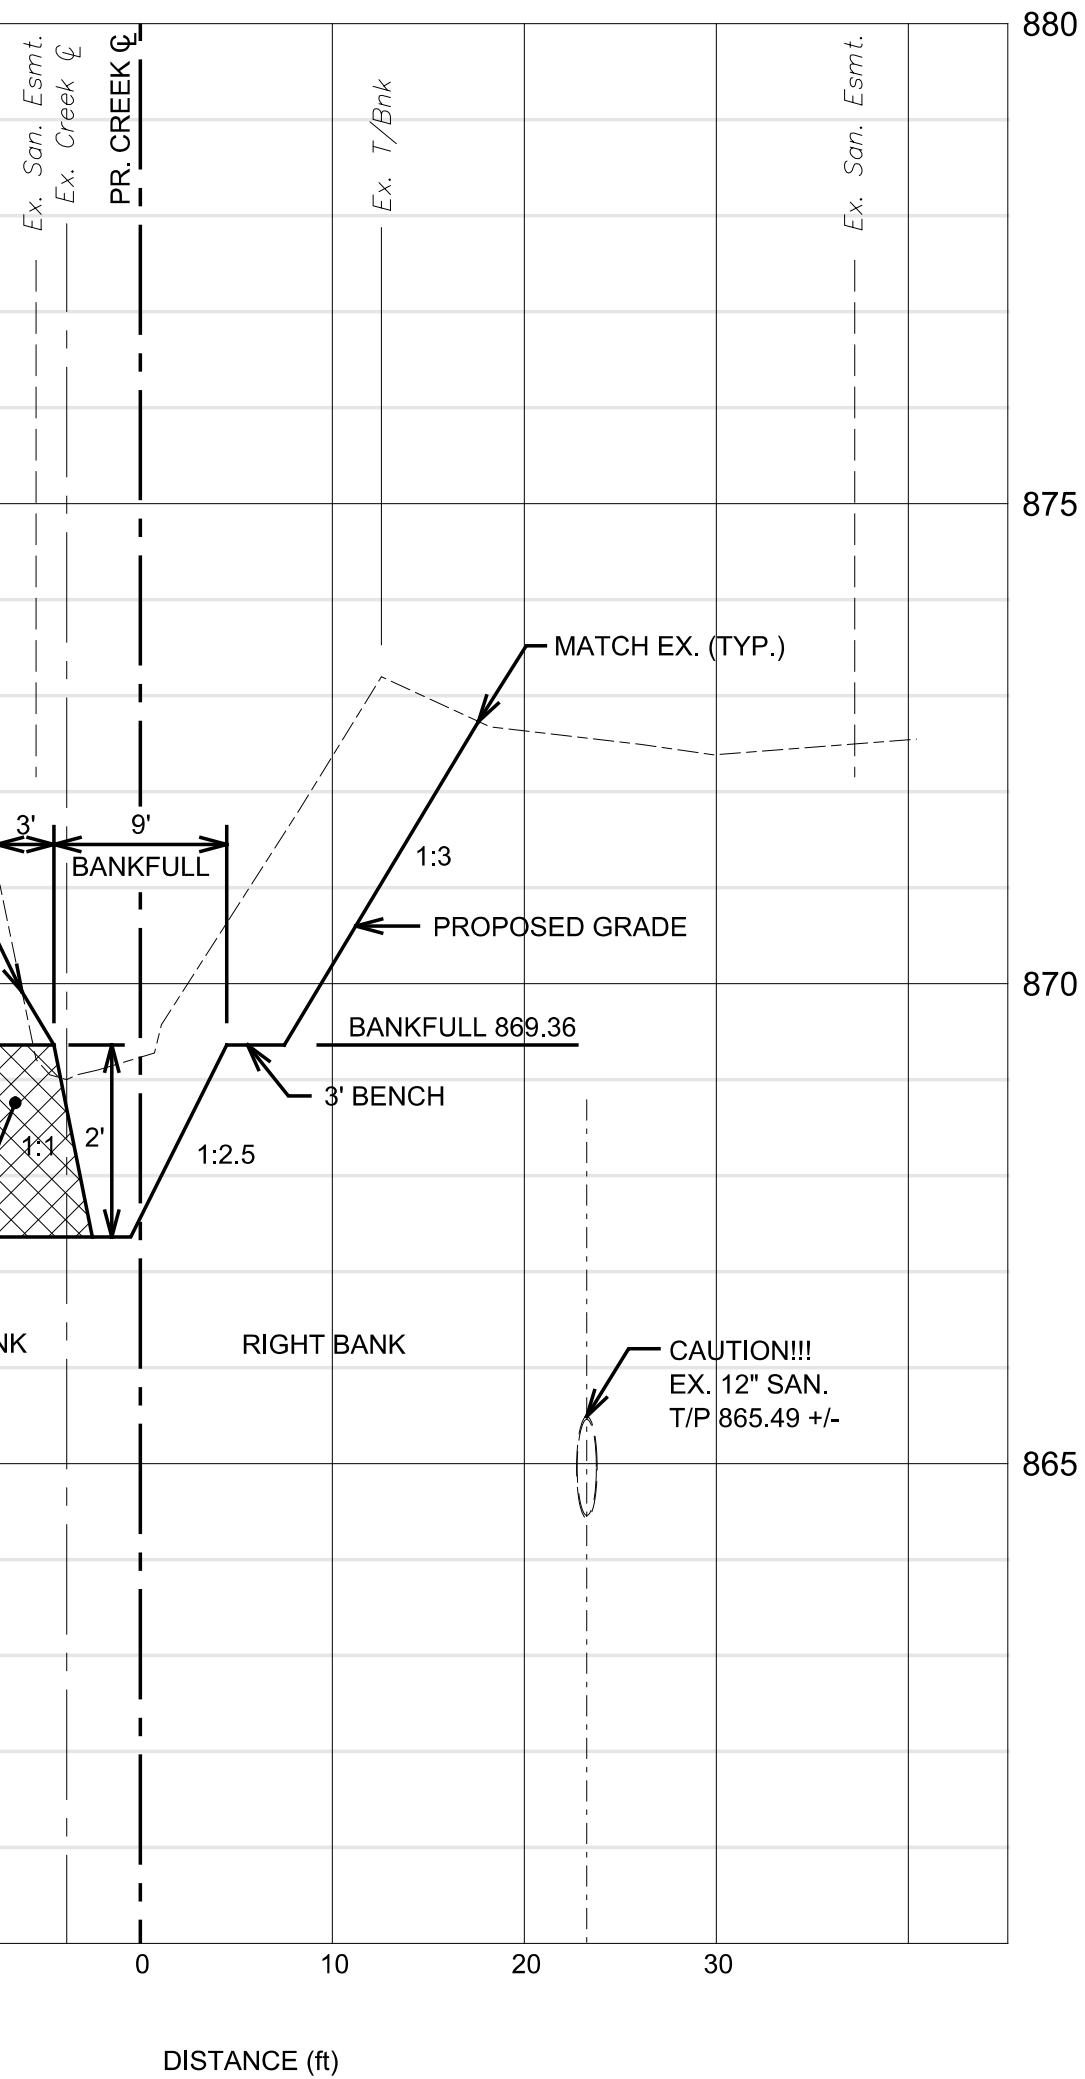 880
Ex. San. Esmt.
Ex. Creek ℄
PR. CREEK ℄
Ex. T/Bnk
Ex. San. Esmt.
875
MATCH EX. (TYP.)
3'
9'
BANKFULL
1:3
PROPOSED GRADE
870
BANKFULL 869.36
3' BENCH
1:1
2'
1:2.5
NK
RIGHT BANK
CAUTION!!!
EX. 12" SAN.
T/P 865.49 +/-
865
0
10
20
30
DISTANCE (ft)